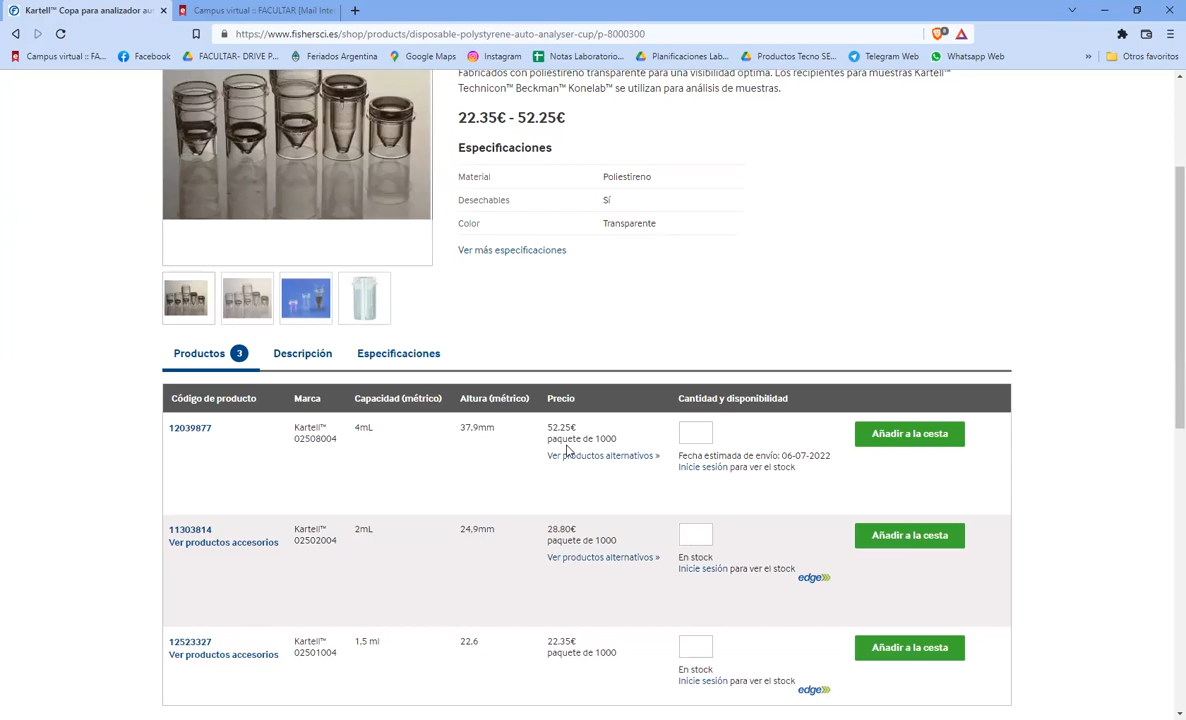 Kartell™ Copa para analizador au
Campus virtual :: FACULTAR [Mail Inte
https://www.fishersci.es/shop/products/disposable-polystyrene-auto-analyser-cup/p-8000300
Campus virtual :: FA... Facebook FACULTAR- DRIVE P... Feriados Argentina Google Maps Instagram Notas Laboratorio... Planificaciones Lab... Productos Tecno SE... Telegram Web Whatsapp Web » Otros favoritos
Fabricados con poliestireno transparente para una visibilidad óptima. Los recipientes para muestras Kartell™
Technicon™ Beckman™ Konelab™ se utilizan para análisis de muestras.
22.35€ - 52.25€
Especificaciones
Material Poliestireno
Desechables Sí
Color Transparente
Ver más especificaciones
Productos 3 Descripción Especificaciones
Código de producto Marca Capacidad (métrico) Altura (métrico) Precio Cantidad y disponibilidad
12039877 Kartell™ 4mL 37,9mm 52.25€ Añadir a la cesta
02508004 paquete de 1000
Ver productos alternativos » Fecha estimada de envío: 06-07-2022
Inicie sesión para ver el stock
11303814 Kartell™ 2mL 24,9mm 28.80€ Añadir a la cesta
Ver productos accesorios 02502004 paquete de 1000
Ver productos alternativos » En stock
Inicie sesión para ver el stock
edge
12523327 Kartell™ 1,5 ml 22,6 22.35€ Añadir a la cesta
Ver productos accesorios 02501004 paquete de 1000
En stock
Inicie sesión para ver el stock
edge